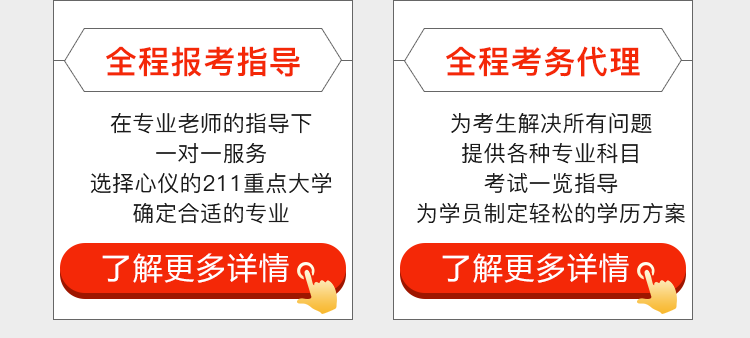 全程报考指导
在专业老师的指导下
一对一服务
选择心仪的211重点大学
确定合适的专业
了解更多详情
全程考务代理
为考生解决所有问题
提供各种专业科目
考试一览指导
为学员制定轻松的学历方案
了解更多详情